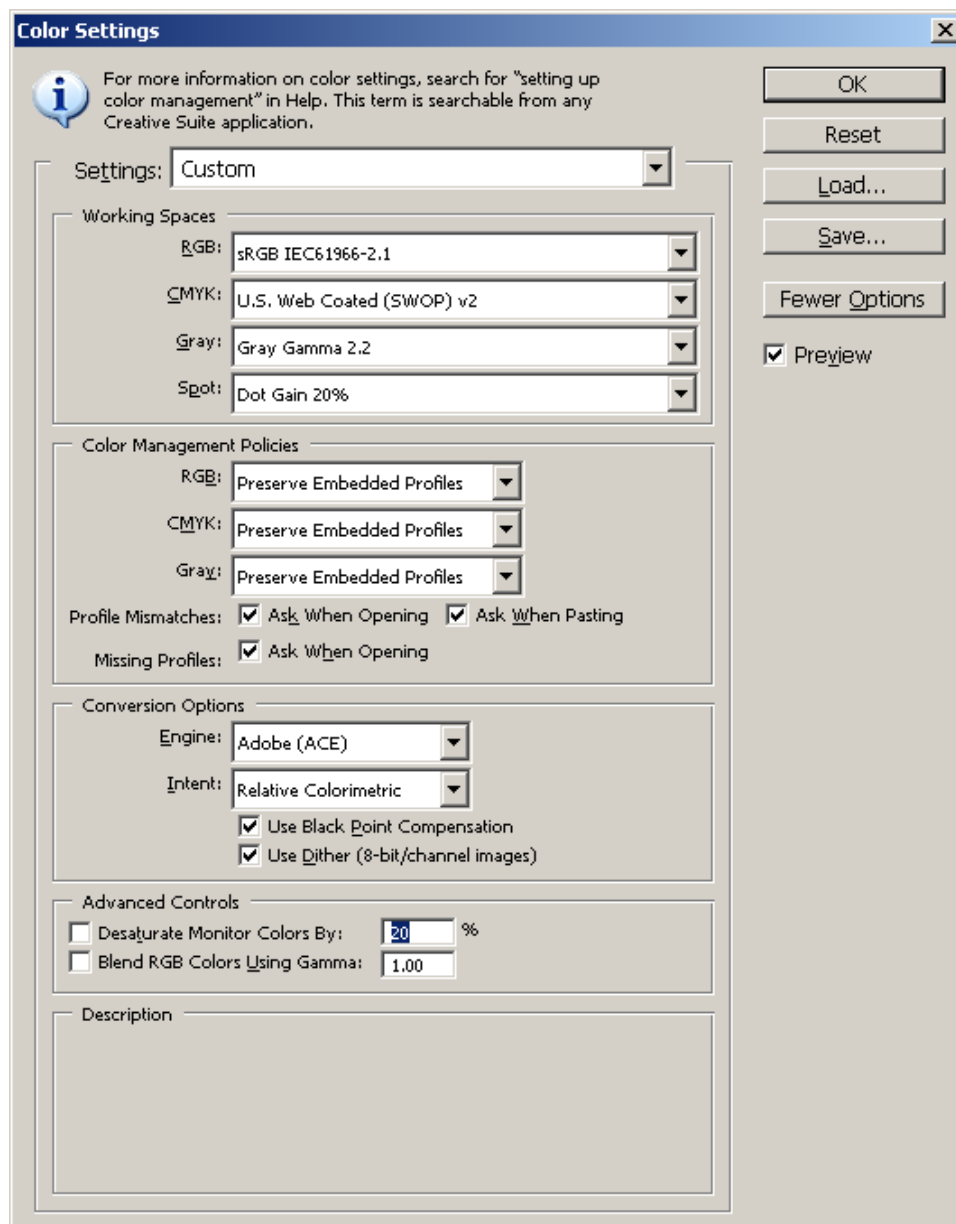 Color Settings
For more information on color settings, search for "setting up
color management" in Help. This term is searchable from any
Creative Suite application.
OK
Reset
Load...
Save...
Fewer Options
Preview
Settings: Custom
Working Spaces
RGB: sRGB IEC61966-2.1
CMYK: U.S. Web Coated (SWOP) v2
Gray: Gray Gamma 2.2
Spot: Dot Gain 20%
Color Management Policies
RGB: Preserve Embedded Profiles
CMYK: Preserve Embedded Profiles
Gray: Preserve Embedded Profiles
Profile Mismatches: Ask When Opening Ask When Pasting
Missing Profiles: Ask When Opening
Conversion Options
Engine: Adobe (ACE)
Intent: Relative Colorimetric
Use Black Point Compensation
Use Dither (8-bit/channel images)
Advanced Controls
Desaturate Monitor Colors By: 20 %
Blend RGB Colors Using Gamma: 1.00
Description